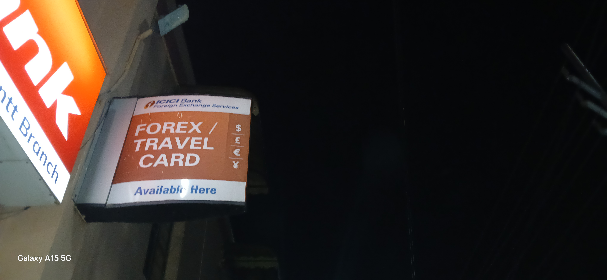 nk
ntt Branch
ICICI Bank
Foreign Exchange Services
FOREX /
TRAVEL
CARD
$
£
€
¥
Available Here
Galaxy A15 5G